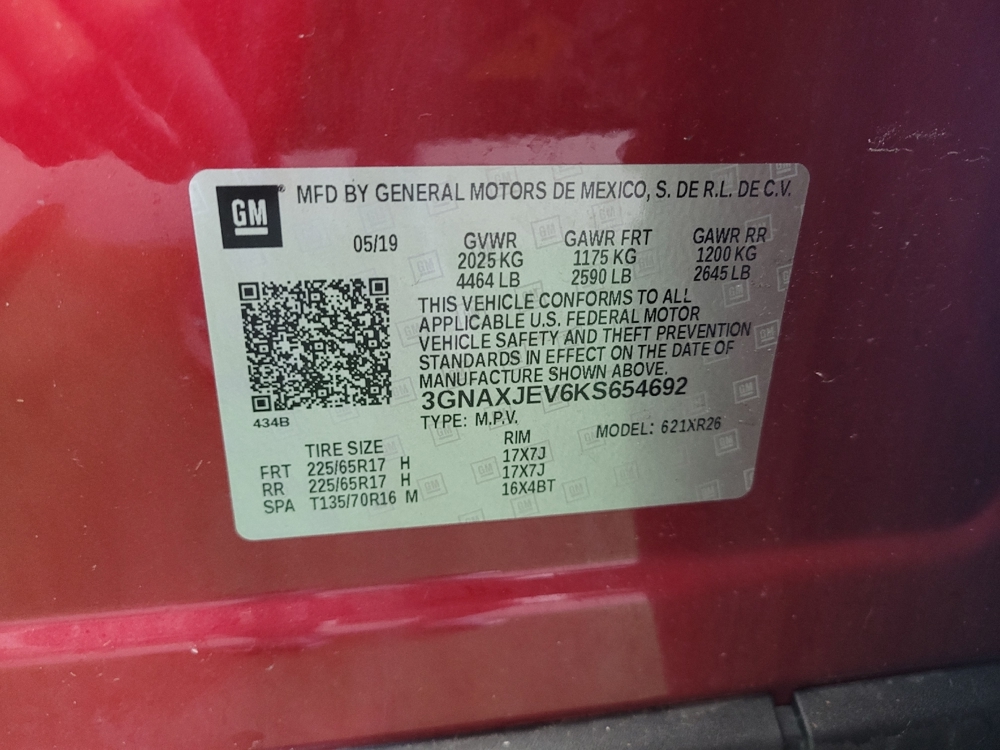 GM
MFD BY GENERAL MOTORS DE MEXICO, S. DE R.L. DE C.V.
05/19 GVWR GAWR FRT GAWR RR
2025 KG 1175 KG 1200 KG
4464 LB 2590 LB 2645 LB
THIS VEHICLE CONFORMS TO ALL
APPLICABLE U.S. FEDERAL MOTOR
VEHICLE SAFETY AND THEFT PREVENTION
STANDARDS IN EFFECT ON THE DATE OF
MANUFACTURE SHOWN ABOVE.
3GNAXJEV6KS654692
434B
TYPE: M.P.V.
MODEL: 621XR26
TIRE SIZE RIM
FRT 225/65R17 H 17X7J
RR 225/65R17 H 17X7J
SPA T135/70R16 M 16X4BT